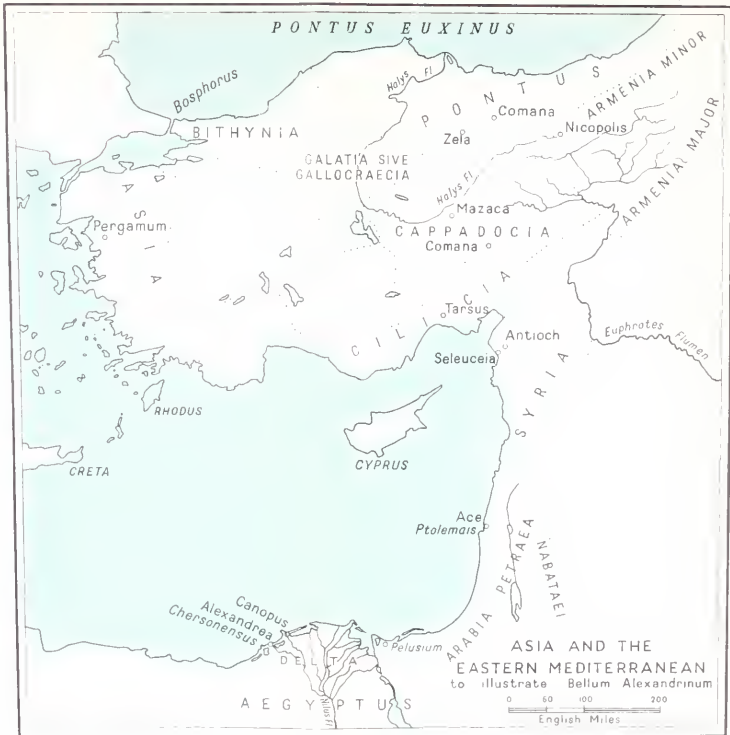 PONTUS EUXINUS
Bosphorus
BITHYNIA
Halys Fl
PONTUS
Comana
Zela
ARMENIA MINOR
Nicopolis
GALATIA SIVE
GALLOCRAECIA
Halys Fl
ARMENIA MAJOR
Mazaca
CAPPADOCIA
Comana
ASIA
Pergamum
CILICIA
Tarsus
Antioch
Seleuceia
Euphrates Flumen
SYRIA
RHODUS
CRETA
CYPRUS
Ace
Ptolemais
ARABIA PETRAEA
NABATAEI
Canopus
Alexandrea
Chersonensus
DELTA
Pelusium
AEGYPTUS
Nilus Fl
ASIA AND THE
EASTERN MEDITERRANEAN
to illustrate Bellum Alexandrinum
0 50 100 200
English Miles